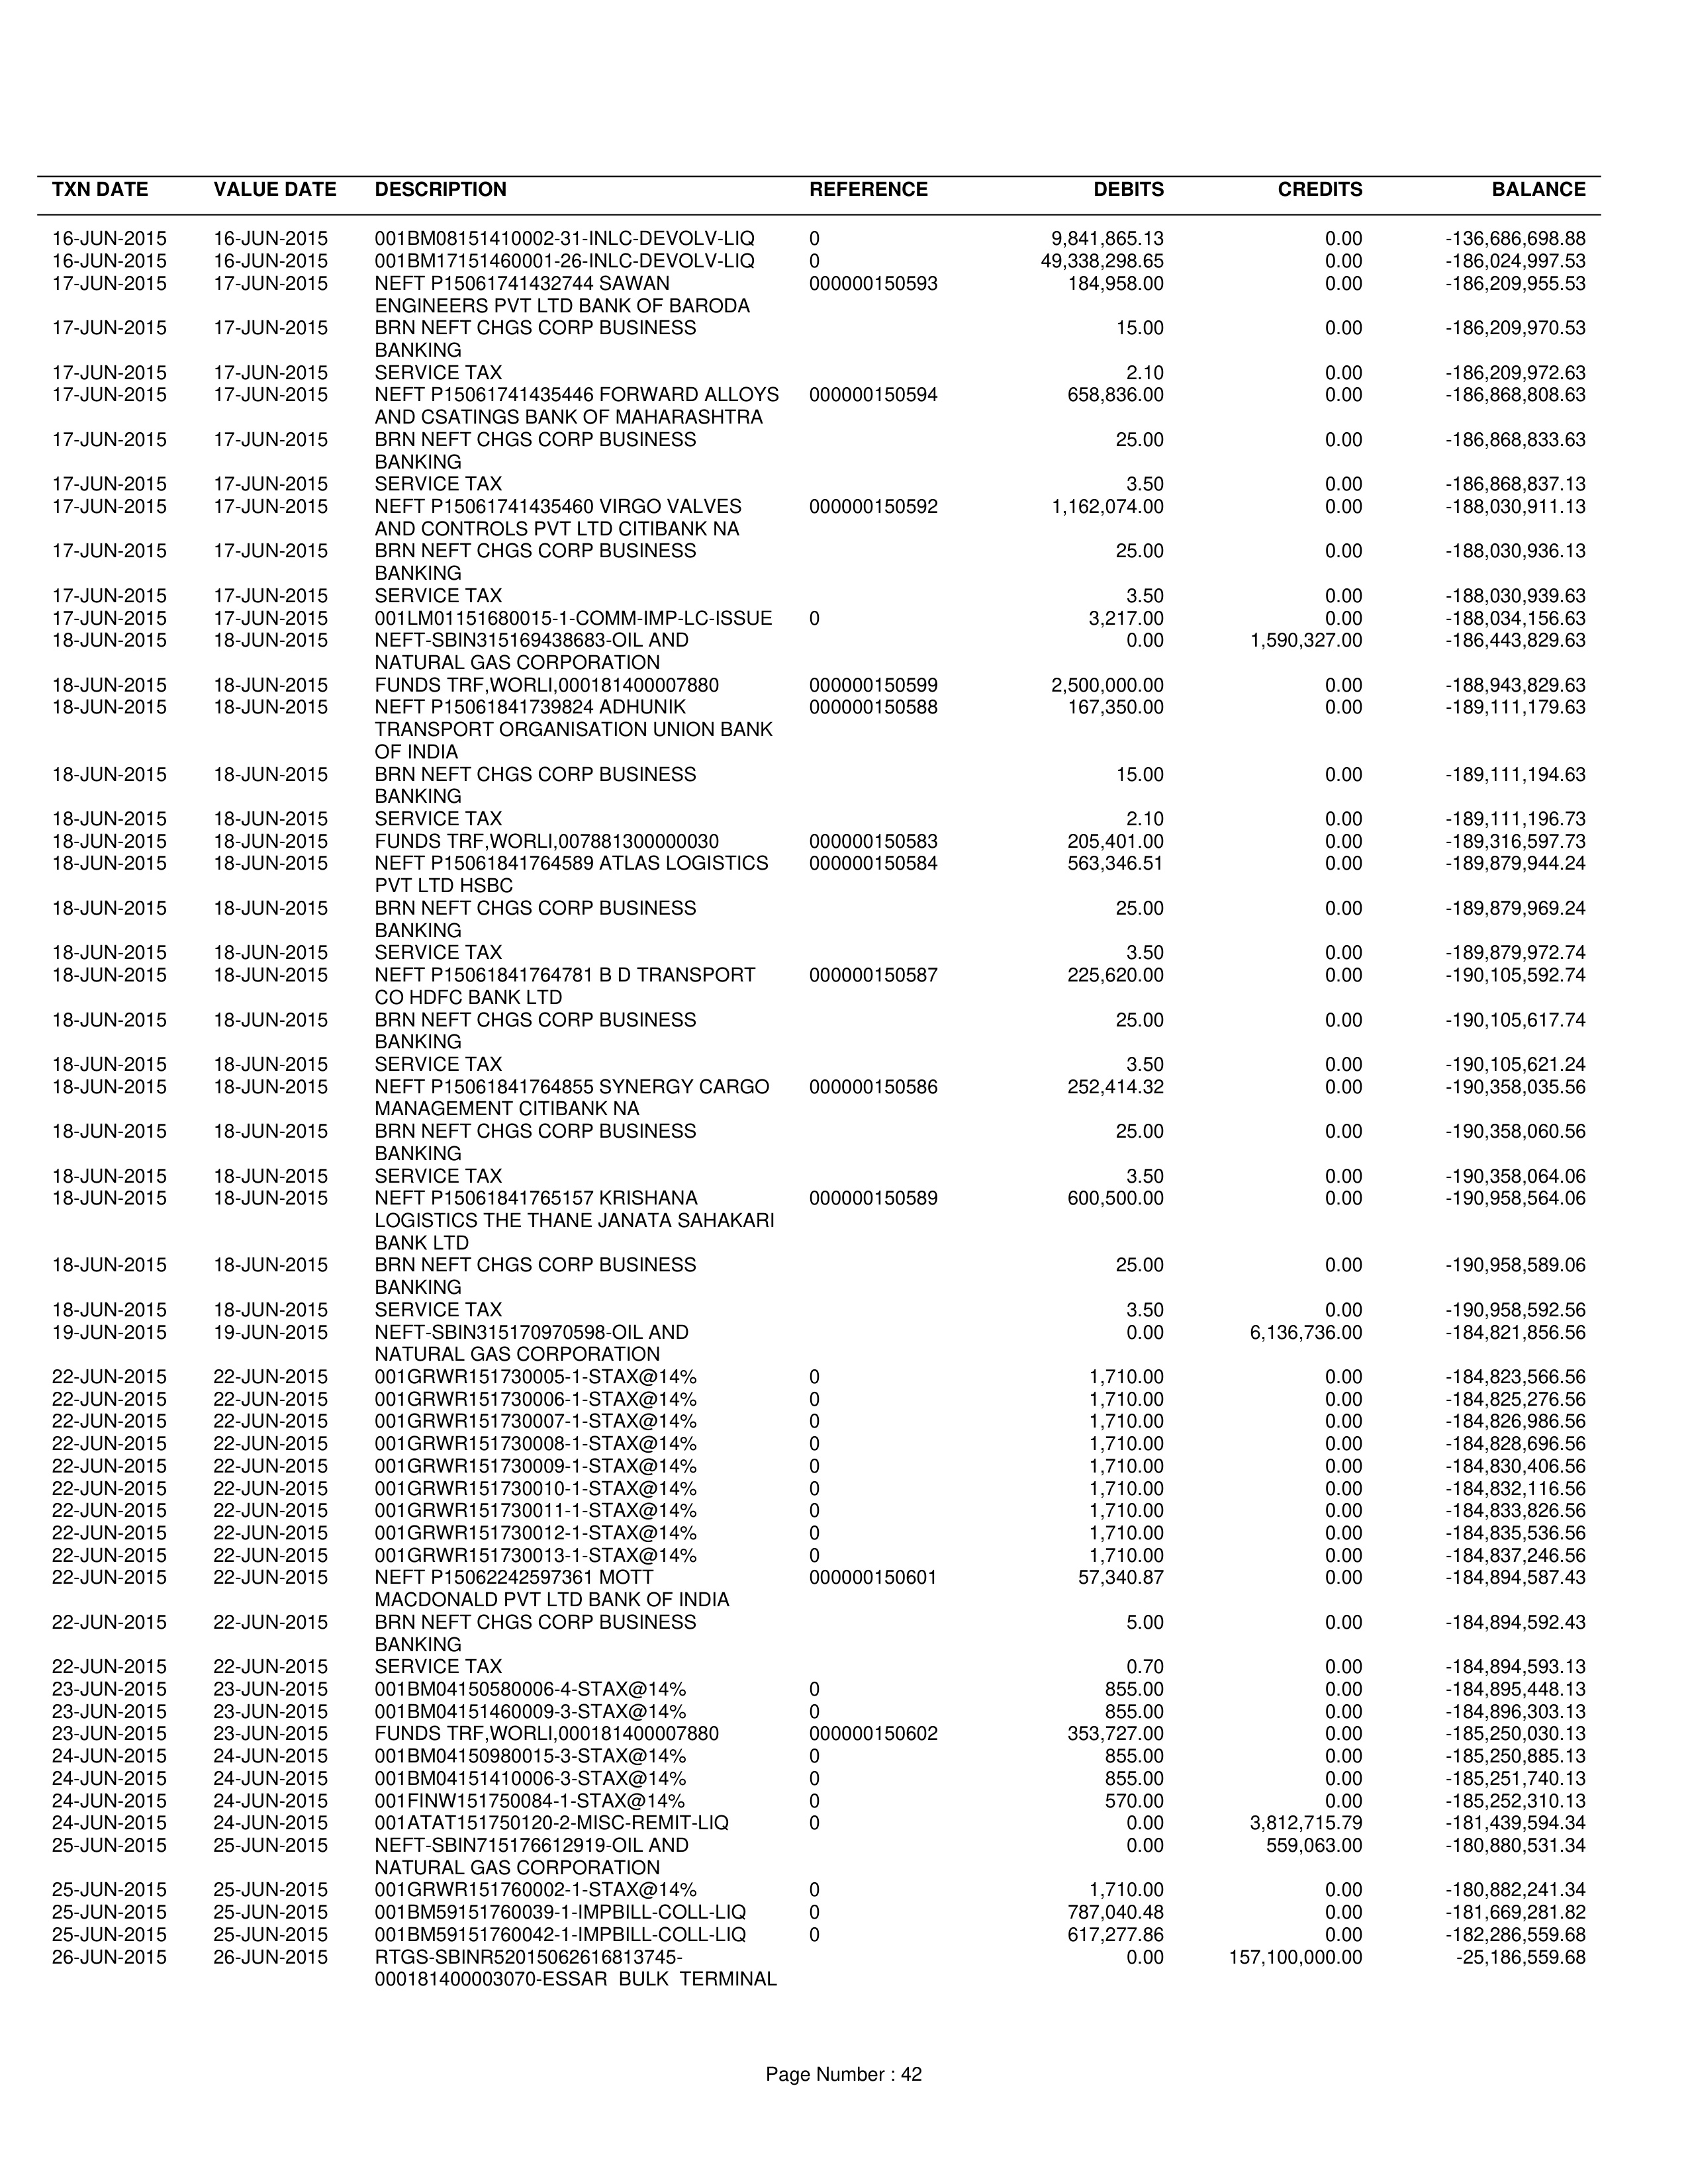 TXN DATE VALUE DATE DESCRIPTION REFERENCE DEBITS CREDITS BALANCE
16-JUN-2015 16-JUN-2015 001BM08151410002-31-INLC-DEVOLV-LIQ 0 9,841,865.13 0.00 -136,686,698.88
16-JUN-2015 16-JUN-2015 001BM17151460001-26-INLC-DEVOLV-LIQ 0 49,338,298.65 0.00 -186,024,997.53
17-JUN-2015 17-JUN-2015 NEFT P15061741432744 SAWAN 000000150593 184,958.00 0.00 -186,209,955.53
ENGINEERS PVT LTD BANK OF BARODA
17-JUN-2015 17-JUN-2015 BRN NEFT CHGS CORP BUSINESS 15.00 0.00 -186,209,970.53
BANKING
17-JUN-2015 17-JUN-2015 SERVICE TAX 2.10 0.00 -186,209,972.63
17-JUN-2015 17-JUN-2015 NEFT P15061741435446 FORWARD ALLOYS 000000150594 658,836.00 0.00 -186,868,808.63
AND CSATINGS BANK OF MAHARASHTRA
17-JUN-2015 17-JUN-2015 BRN NEFT CHGS CORP BUSINESS 25.00 0.00 -186,868,833.63
BANKING
17-JUN-2015 17-JUN-2015 SERVICE TAX 3.50 0.00 -186,868,837.13
17-JUN-2015 17-JUN-2015 NEFT P15061741435460 VIRGO VALVES 000000150592 1,162,074.00 0.00 -188,030,911.13
AND CONTROLS PVT LTD CITIBANK NA
17-JUN-2015 17-JUN-2015 BRN NEFT CHGS CORP BUSINESS 25.00 0.00 -188,030,936.13
BANKING
17-JUN-2015 17-JUN-2015 SERVICE TAX 3.50 0.00 -188,030,939.63
17-JUN-2015 17-JUN-2015 001LM01151680015-1-COMM-IMP-LC-ISSUE 0 3,217.00 0.00 -188,034,156.63
18-JUN-2015 18-JUN-2015 NEFT-SBIN315169438683-OIL AND 0.00 1,590,327.00 -186,443,829.63
NATURAL GAS CORPORATION
18-JUN-2015 18-JUN-2015 FUNDS TRF,WORLI,000181400007880 000000150599 2,500,000.00 0.00 -188,943,829.63
18-JUN-2015 18-JUN-2015 NEFT P15061841739824 ADHUNIK 000000150588 167,350.00 0.00 -189,111,179.63
TRANSPORT ORGANISATION UNION BANK
OF INDIA
18-JUN-2015 18-JUN-2015 BRN NEFT CHGS CORP BUSINESS 15.00 0.00 -189,111,194.63
BANKING
18-JUN-2015 18-JUN-2015 SERVICE TAX 2.10 0.00 -189,111,196.73
18-JUN-2015 18-JUN-2015 FUNDS TRF,WORLI,007881300000030 000000150583 205,401.00 0.00 -189,316,597.73
18-JUN-2015 18-JUN-2015 NEFT P15061841764589 ATLAS LOGISTICS 000000150584 563,346.51 0.00 -189,879,944.24
PVT LTD HSBC
18-JUN-2015 18-JUN-2015 BRN NEFT CHGS CORP BUSINESS 25.00 0.00 -189,879,969.24
BANKING
18-JUN-2015 18-JUN-2015 SERVICE TAX 3.50 0.00 -189,879,972.74
18-JUN-2015 18-JUN-2015 NEFT P15061841764781 B D TRANSPORT 000000150587 225,620.00 0.00 -190,105,592.74
CO HDFC BANK LTD
18-JUN-2015 18-JUN-2015 BRN NEFT CHGS CORP BUSINESS 25.00 0.00 -190,105,617.74
BANKING
18-JUN-2015 18-JUN-2015 SERVICE TAX 3.50 0.00 -190,105,621.24
18-JUN-2015 18-JUN-2015 NEFT P15061841764855 SYNERGY CARGO 000000150586 252,414.32 0.00 -190,358,035.56
MANAGEMENT CITIBANK NA
18-JUN-2015 18-JUN-2015 BRN NEFT CHGS CORP BUSINESS 25.00 0.00 -190,358,060.56
BANKING
18-JUN-2015 18-JUN-2015 SERVICE TAX 3.50 0.00 -190,358,064.06
18-JUN-2015 18-JUN-2015 NEFT P15061841765157 KRISHANA 000000150589 600,500.00 0.00 -190,958,564.06
LOGISTICS THE THANE JANATA SAHAKARI
BANK LTD
18-JUN-2015 18-JUN-2015 BRN NEFT CHGS CORP BUSINESS 25.00 0.00 -190,958,589.06
BANKING
18-JUN-2015 18-JUN-2015 SERVICE TAX 3.50 0.00 -190,958,592.56
19-JUN-2015 19-JUN-2015 NEFT-SBIN315170970598-OIL AND 0.00 6,136,736.00 -184,821,856.56
NATURAL GAS CORPORATION
22-JUN-2015 22-JUN-2015 001GRWR151730005-1-STAX@14% 0 1,710.00 0.00 -184,823,566.56
22-JUN-2015 22-JUN-2015 001GRWR151730006-1-STAX@14% 0 1,710.00 0.00 -184,825,276.56
22-JUN-2015 22-JUN-2015 001GRWR151730007-1-STAX@14% 0 1,710.00 0.00 -184,826,986.56
22-JUN-2015 22-JUN-2015 001GRWR151730008-1-STAX@14% 0 1,710.00 0.00 -184,828,696.56
22-JUN-2015 22-JUN-2015 001GRWR151730009-1-STAX@14% 0 1,710.00 0.00 -184,830,406.56
22-JUN-2015 22-JUN-2015 001GRWR151730010-1-STAX@14% 0 1,710.00 0.00 -184,832,116.56
22-JUN-2015 22-JUN-2015 001GRWR151730011-1-STAX@14% 0 1,710.00 0.00 -184,833,826.56
22-JUN-2015 22-JUN-2015 001GRWR151730012-1-STAX@14% 0 1,710.00 0.00 -184,835,536.56
22-JUN-2015 22-JUN-2015 001GRWR151730013-1-STAX@14% 0 1,710.00 0.00 -184,837,246.56
22-JUN-2015 22-JUN-2015 NEFT P15062242597361 MOTT 000000150601 57,340.87 0.00 -184,894,587.43
MACDONALD PVT LTD BANK OF INDIA
22-JUN-2015 22-JUN-2015 BRN NEFT CHGS CORP BUSINESS 5.00 0.00 -184,894,592.43
BANKING
22-JUN-2015 22-JUN-2015 SERVICE TAX 0.70 0.00 -184,894,593.13
23-JUN-2015 23-JUN-2015 001BM04150580006-4-STAX@14% 0 855.00 0.00 -184,895,448.13
23-JUN-2015 23-JUN-2015 001BM04151460009-3-STAX@14% 0 855.00 0.00 -184,896,303.13
23-JUN-2015 23-JUN-2015 FUNDS TRF,WORLI,000181400007880 000000150602 353,727.00 0.00 -185,250,030.13
24-JUN-2015 24-JUN-2015 001BM04150980015-3-STAX@14% 0 855.00 0.00 -185,250,885.13
24-JUN-2015 24-JUN-2015 001BM04151410006-3-STAX@14% 0 855.00 0.00 -185,251,740.13
24-JUN-2015 24-JUN-2015 001FINW151750084-1-STAX@14% 0 570.00 0.00 -185,252,310.13
24-JUN-2015 24-JUN-2015 001ATAT151750120-2-MISC-REMIT-LIQ 0 0.00 3,812,715.79 -181,439,594.34
25-JUN-2015 25-JUN-2015 NEFT-SBIN715176612919-OIL AND 0.00 559,063.00 -180,880,531.34
NATURAL GAS CORPORATION
25-JUN-2015 25-JUN-2015 001GRWR151760002-1-STAX@14% 0 1,710.00 0.00 -180,882,241.34
25-JUN-2015 25-JUN-2015 001BM59151760039-1-IMPBILL-COLL-LIQ 0 787,040.48 0.00 -181,669,281.82
25-JUN-2015 25-JUN-2015 001BM59151760042-1-IMPBILL-COLL-LIQ 0 617,277.86 0.00 -182,286,559.68
26-JUN-2015 26-JUN-2015 RTGS-SBINR52015062616813745- 0.00 157,100,000.00 -25,186,559.68
000181400003070-ESSAR BULK TERMINAL
Page Number : 42